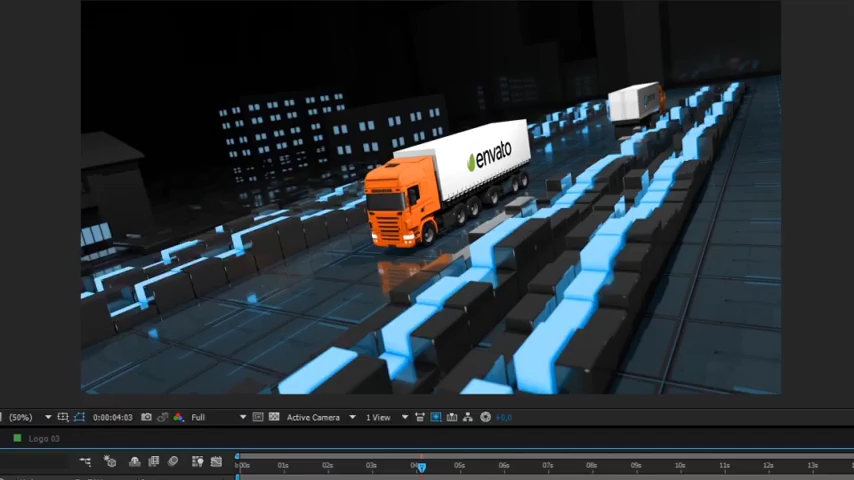 envato
(50%) 0:00:04:03 Full Active Camera 1 View +0,0
Logo 03
:00s 01s 02s 03s 04s 05s 06s 07s 08s 09s 10s 11s 12s 13s